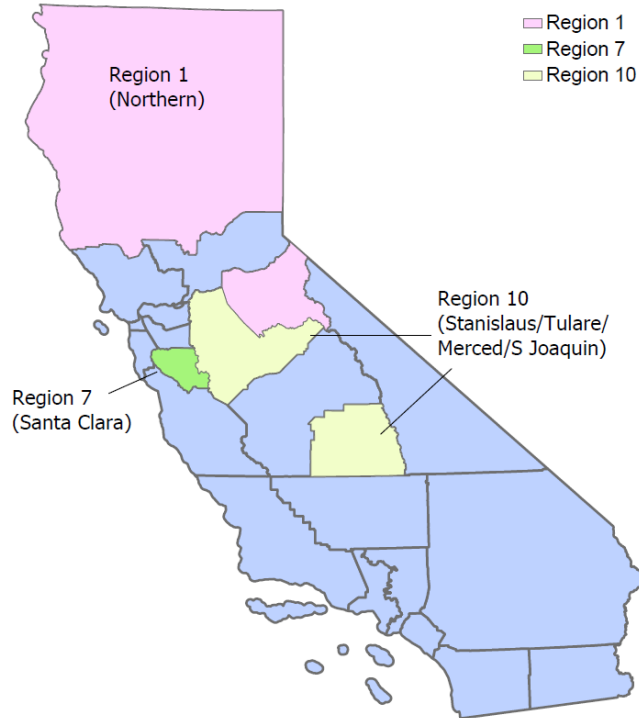 Region 1
Region 7
Region 10
Region 1
(Northern)
Region 10
(Stanislaus/Tulare/
Merced/S Joaquin)
Region 7
(Santa Clara)